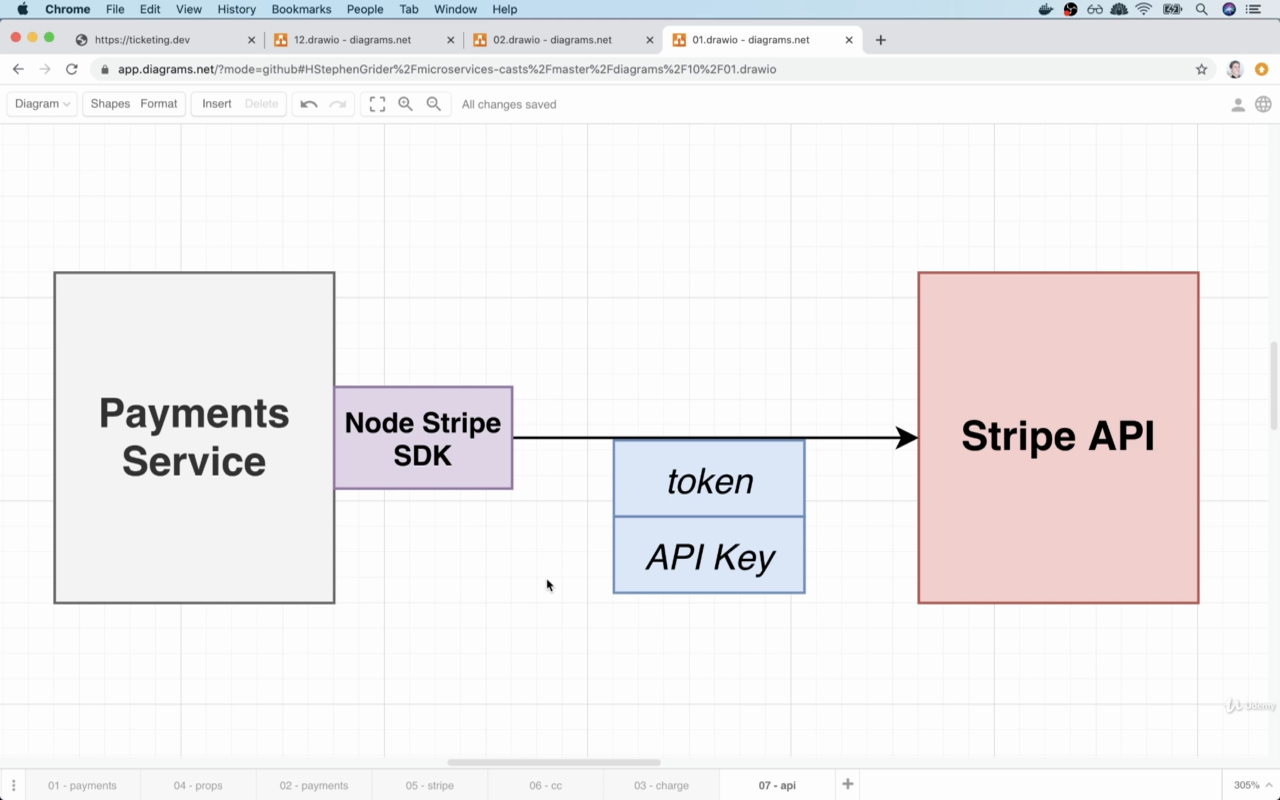 Chrome File Edit View History Bookmarks People Tab Window Help
https://ticketing.dev
12.drawio - diagrams.net
02.drawio - diagrams.net
01.drawio - diagrams.net
app.diagrams.net/?mode=github#HStephenGrider%2Fmicroservices-casts%2Fmaster%2Fdiagrams%2F10%2F01.drawio
Diagram Shapes Format Insert Delete All changes saved
Payments
Service
Node Stripe
SDK
token
API Key
Stripe API
Udemy
01 - payments 04 - props 02 - payments 05 - stripe 06 - cc 03 - charge 07 - api 305%